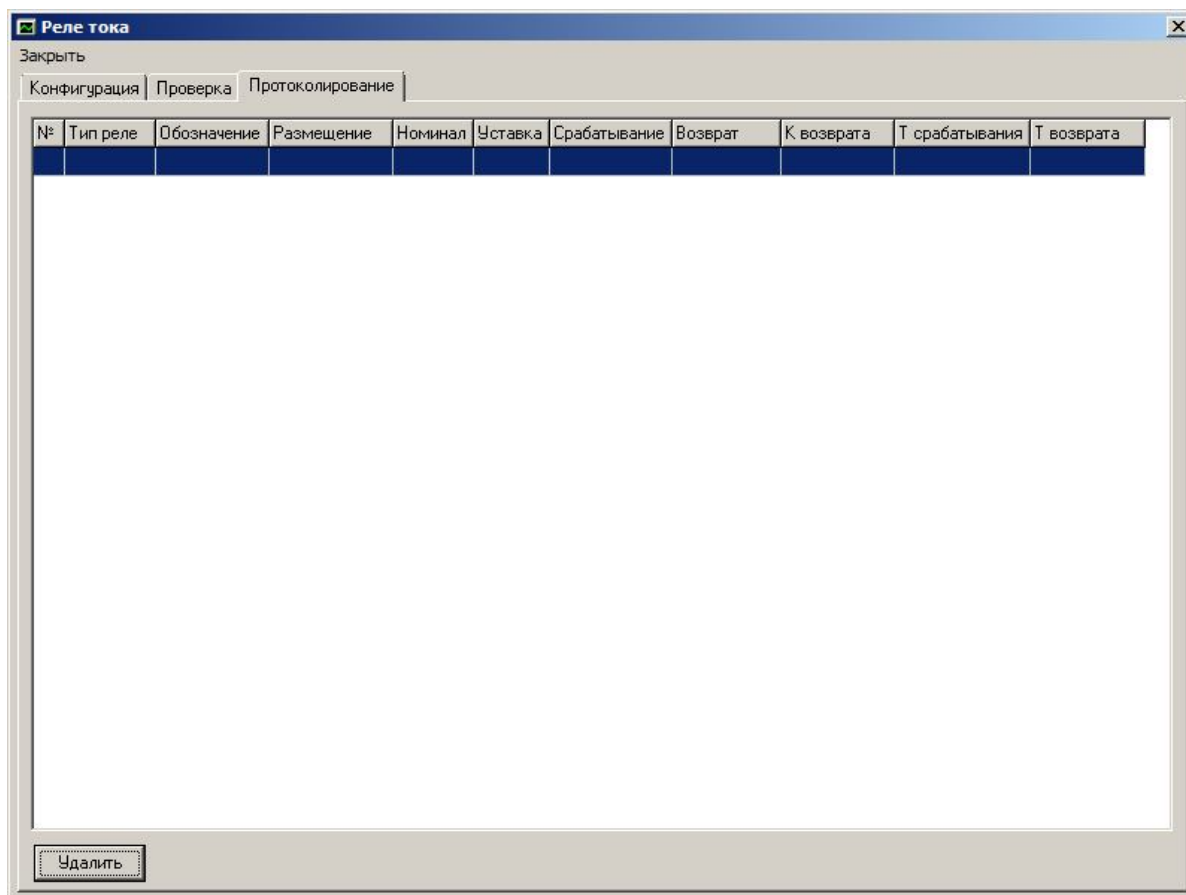 Реле тока
Закрыть
Конфигурация Проверка Протоколирование
№ Тип реле Обозначение Размещение Номинал Уставка Срабатывание Возврат К возврата Т срабатывания Т возврата
Удалить